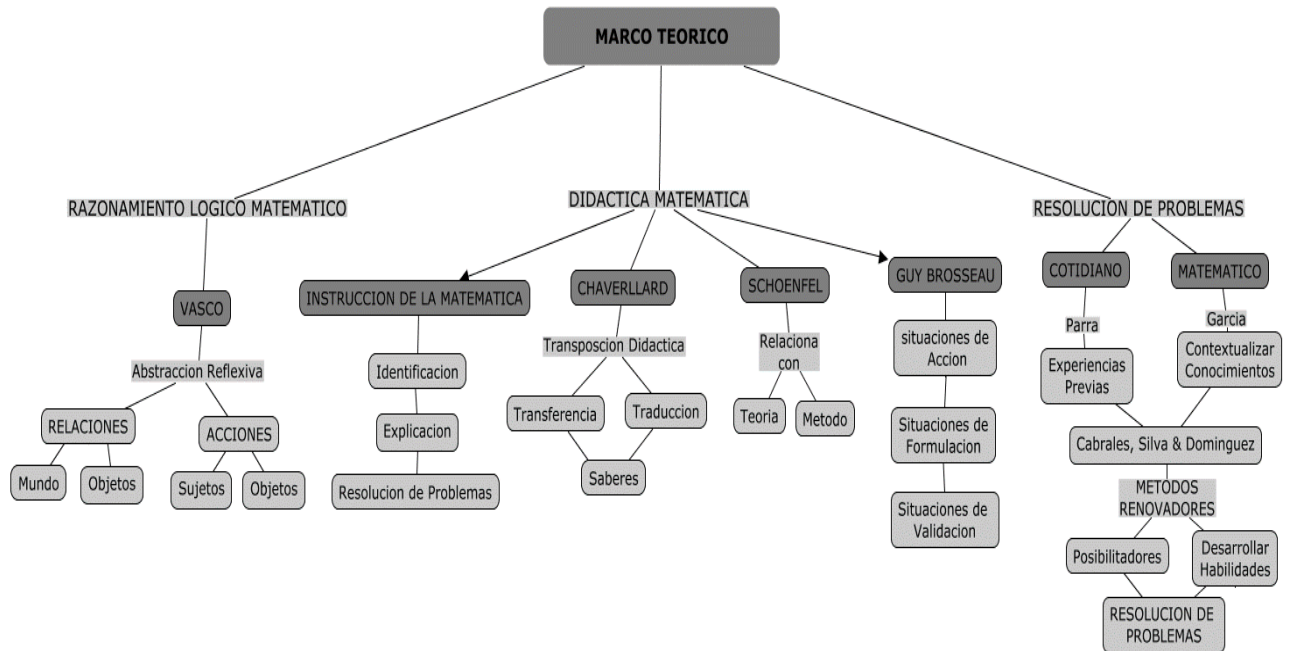 MARCO TEORICO
RAZONAMIENTO LOGICO MATEMATICO
VASCO
Abstraccion Reflexiva
RELACIONES
ACCIONES
Mundo
Objetos
Sujetos
Objetos
DIDACTICA MATEMATICA
INSTRUCCION DE LA MATEMATICA
Identificacion
Explicacion
Resolucion de Problemas
CHAVERLLARD
Transposcion Didactica
Transferencia
Traduccion
Saberes
SCHOENFEL
Relaciona
con
Teoria
Metodo
GUY BROSSEAU
situaciones de
Accion
Situaciones de
Formulacion
Situaciones de
Validacion
RESOLUCION DE PROBLEMAS
COTIDIANO
MATEMATICO
Parra
Garcia
Experiencias
Previas
Contextualizar
Conocimientos
Cabrales, Silva & Dominguez
METODOS
RENOVADORES
Posibilitadores
Desarrollar
Habilidades
RESOLUCION DE
PROBLEMAS